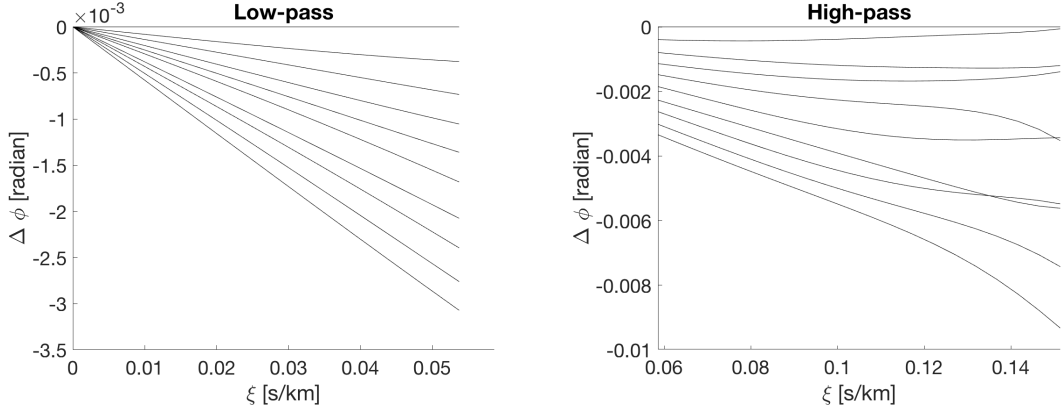 Low-pass
×10⁻³
0
-0.5
-1
-1.5
-2
-2.5
-3
-3.5
Δ ϕ [radian]
0 0.01 0.02 0.03 0.04 0.05
ξ [s/km]
High-pass
0
-0.002
-0.004
-0.006
-0.008
-0.01
Δ ϕ [radian]
0.06 0.08 0.1 0.12 0.14
ξ [s/km]